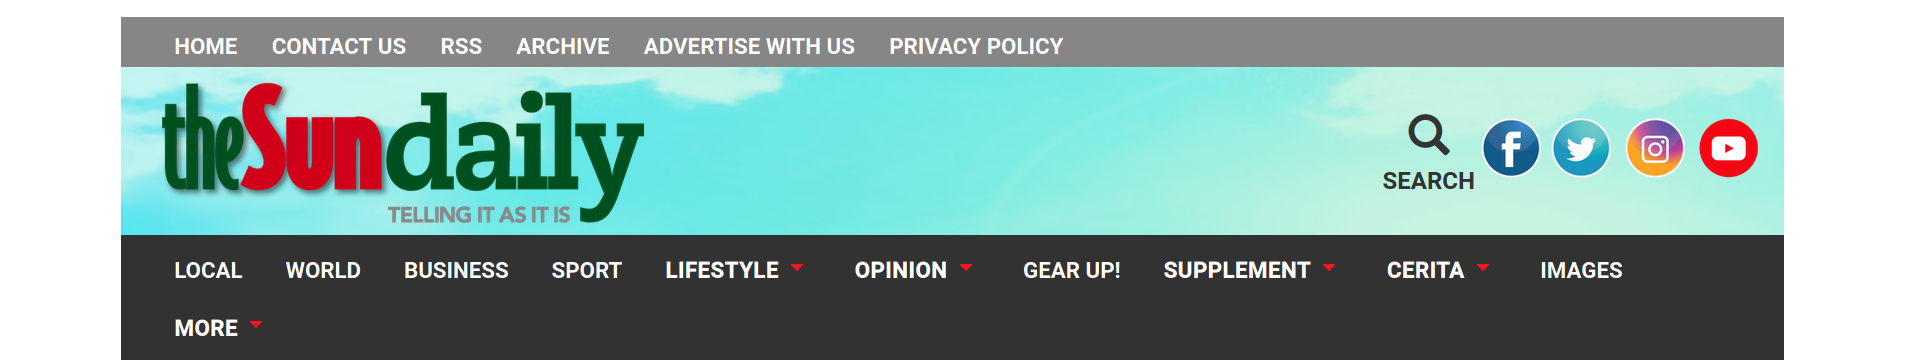 HOME CONTACT US RSS ARCHIVE ADVERTISE WITH US PRIVACY POLICY
theSundaily
TELLING IT AS IT IS
SEARCH
LOCAL WORLD BUSINESS SPORT LIFESTYLE OPINION GEAR UP! SUPPLEMENT CERITA IMAGES
MORE